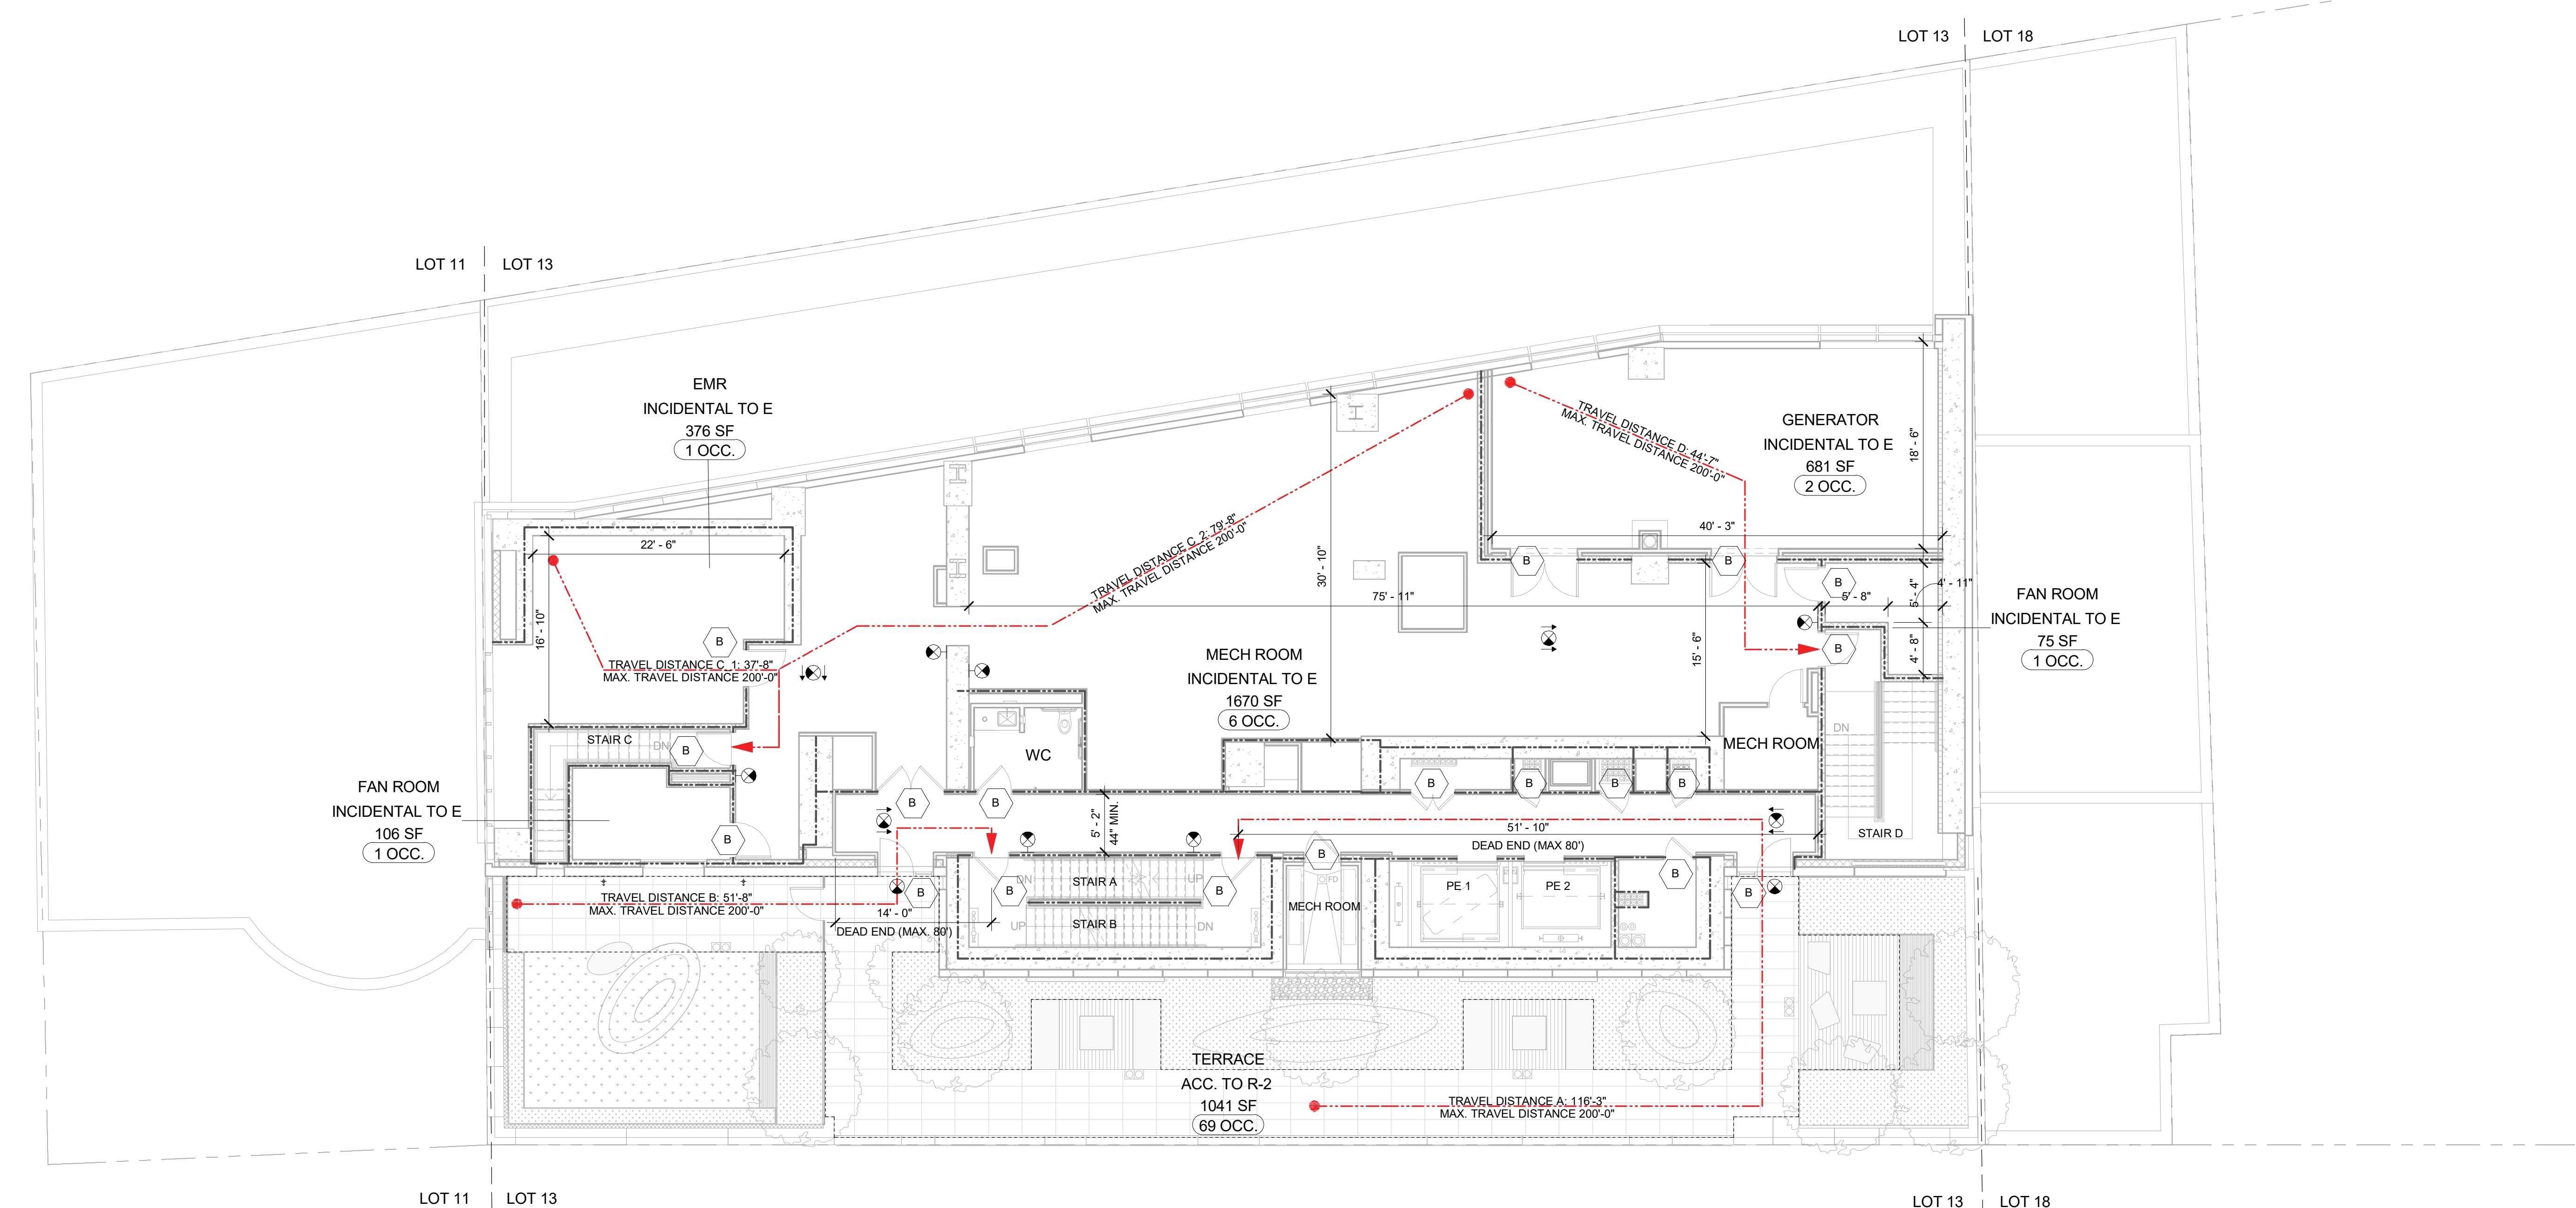 LOT 13
LOT 18
LOT 11
LOT 13
EMR
INCIDENTAL TO E
376 SF
1 OCC.
GENERATOR
INCIDENTAL TO E
681 SF
2 OCC.
TRAVEL DISTANCE D: 44'-7"
MAX. TRAVEL DISTANCE 200'-0"
18' - 6"
40' - 3"
22' - 6"
16' - 10"
TRAVEL DISTANCE C_2: 79'-8"
MAX. TRAVEL DISTANCE 200'-0"
30' - 10"
75' - 11"
B
B
B
5' - 8"
5' - 4"
4' - 11"
4' - 8"
FAN ROOM
INCIDENTAL TO E
75 SF
1 OCC.
B
B
15' - 6"
TRAVEL DISTANCE C_1: 37'-8"
MAX. TRAVEL DISTANCE 200'-0"
MECH ROOM
INCIDENTAL TO E
1670 SF
6 OCC.
STAIR C
DN
B
WC
MECH ROOM
DN
FAN ROOM
INCIDENTAL TO E
106 SF
1 OCC.
B
B
B
B
B
B
B
5' - 2"
44" MIN.
51' - 10"
DEAD END (MAX 80')
STAIR D
B
B
DN
STAIR A
UP
PE 1
PE 2
B
B
B
B
FD
TRAVEL DISTANCE B: 51'-8"
MAX. TRAVEL DISTANCE 200'-0"
14' - 0"
DEAD END (MAX. 80')
MECH ROOM
UP
STAIR B
DN
TERRACE
ACC. TO R-2
1041 SF
69 OCC.
TRAVEL DISTANCE A: 116'-3"
MAX. TRAVEL DISTANCE 200'-0"
LOT 11
LOT 13
LOT 13
LOT 18